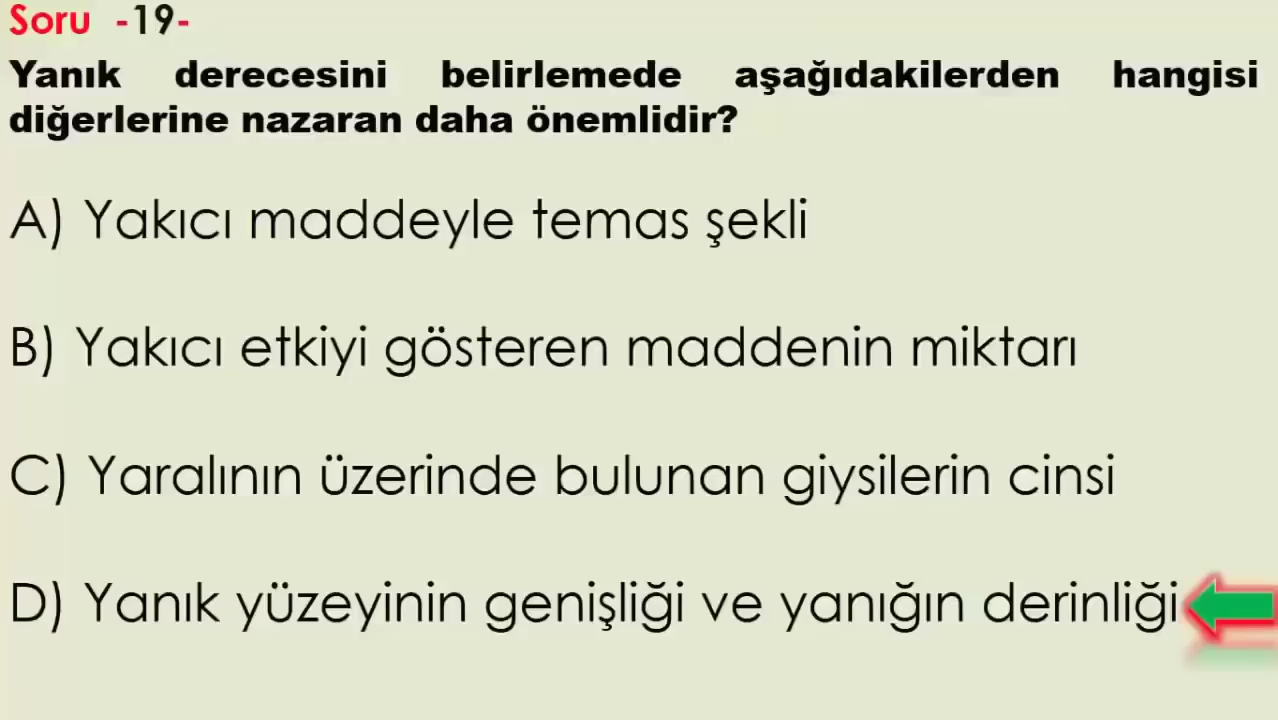 Soru -19-
Yanık derecesini belirlemede aşağıdakilerden hangisi
diğerlerine nazaran daha önemlidir?
A) Yakıcı maddeyle temas şekli
B) Yakıcı etkiyi gösteren maddenin miktarı
C) Yaralının üzerinde bulunan giysilerin cinsi
D) Yanık yüzeyinin genişliği ve yanığın derinliği